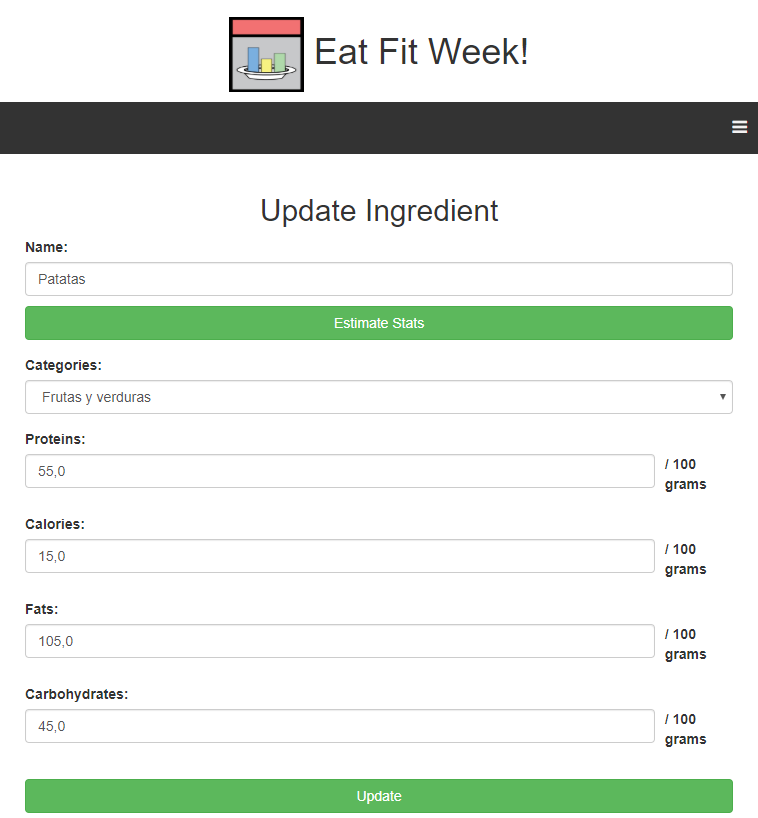 Eat Fit Week!
Update Ingredient
Name:
Patatas
Estimate Stats
Categories:
Frutas y verduras
Proteins:
55,0
/ 100
grams
Calories:
15,0
/ 100
grams
Fats:
105,0
/ 100
grams
Carbohydrates:
45,0
/ 100
grams
Update